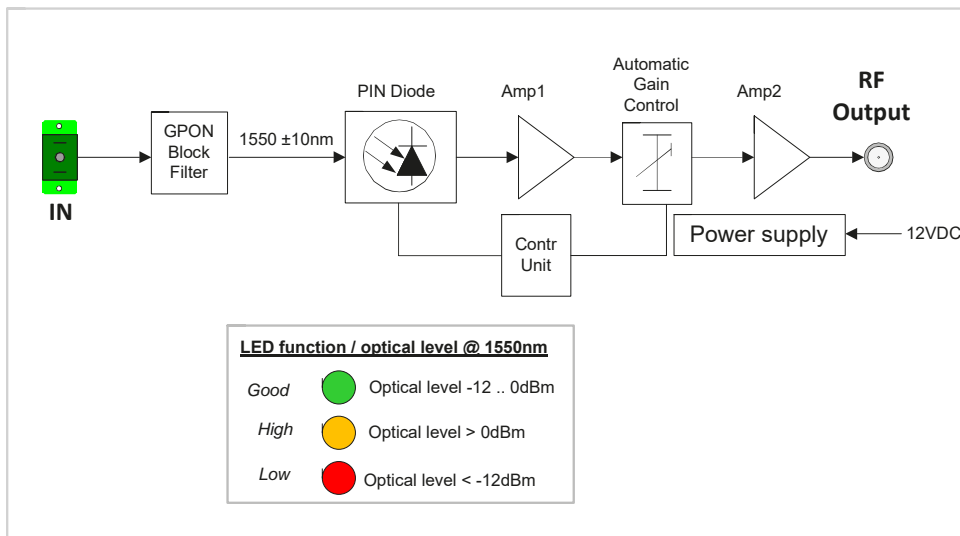 PIN Diode
Amp1
Automatic
Gain
Control
Amp2
RF
Output
GPON
Block
Filter
1550 ±10nm
IN
Contr
Unit
Power supply
12VDC
LED function / optical level @ 1550nm
Good Optical level -12 .. 0dBm
High Optical level > 0dBm
Low Optical level < -12dBm